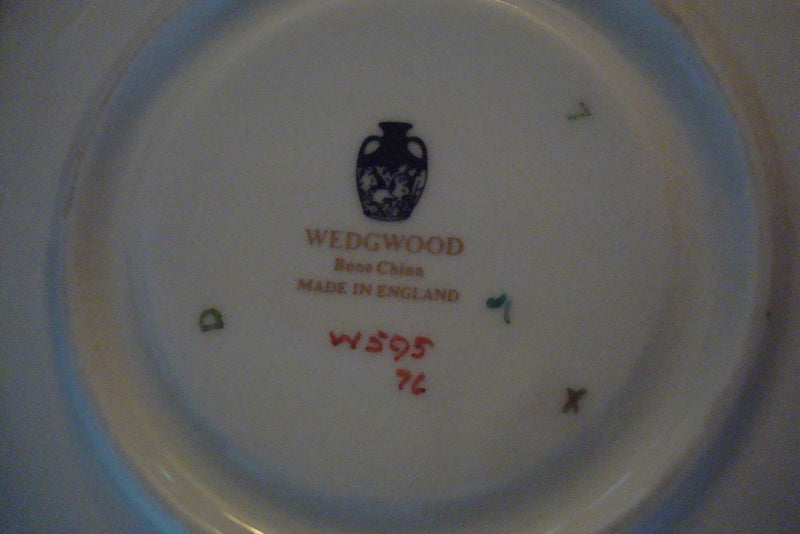 WEDGWOOD
Bone China
MADE IN ENGLAND
W595
76
X